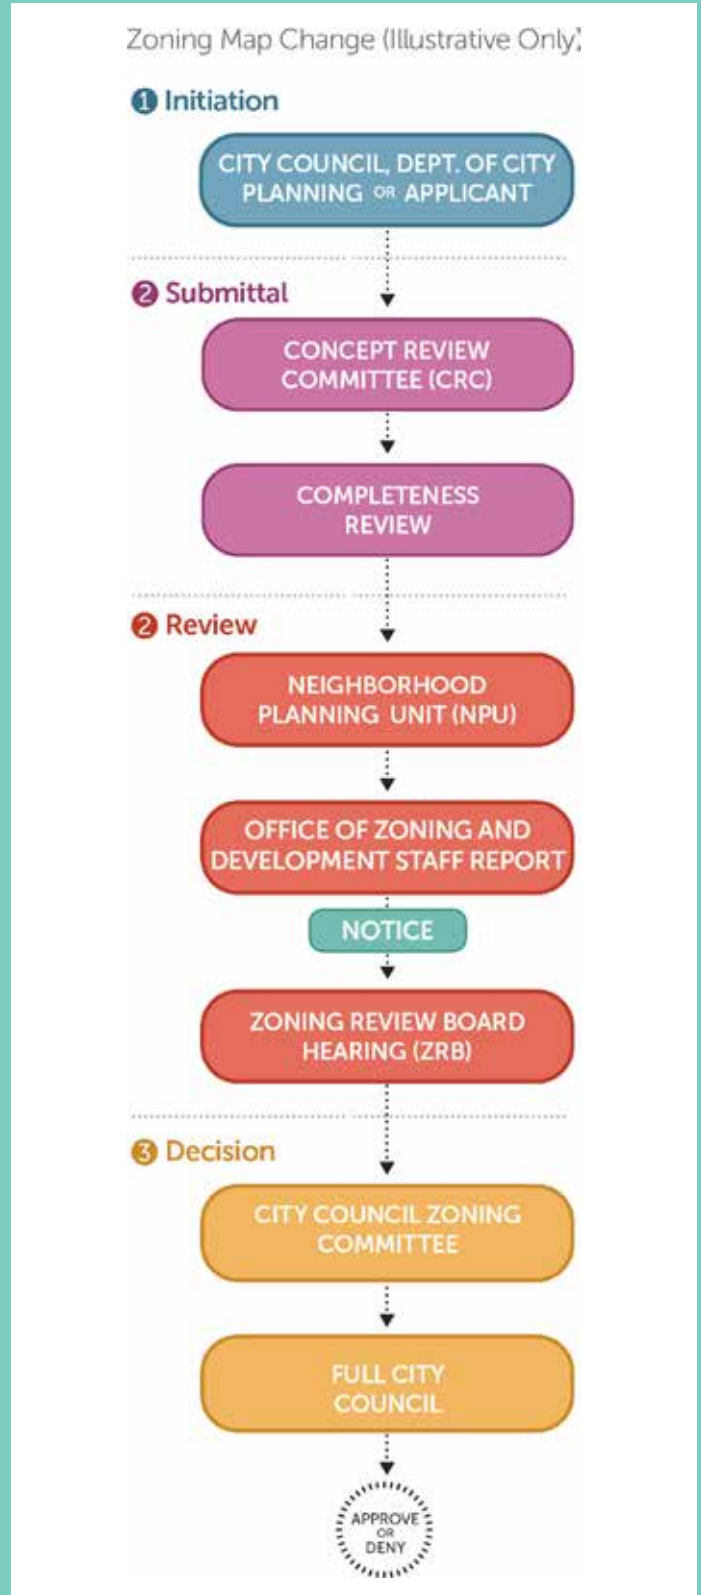 Zoning Map Change (Illustrative Only)
1 Initiation
CITY COUNCIL, DEPT. OF CITY
PLANNING OR APPLICANT
2 Submittal
CONCEPT REVIEW
COMMITTEE (CRC)
COMPLETENESS
REVIEW
2 Review
NEIGHBORHOOD
PLANNING UNIT (NPU)
OFFICE OF ZONING AND
DEVELOPMENT STAFF REPORT
NOTICE
ZONING REVIEW BOARD
HEARING (ZRB)
3 Decision
CITY COUNCIL ZONING
COMMITTEE
FULL CITY
COUNCIL
APPROVE
OR
DENY